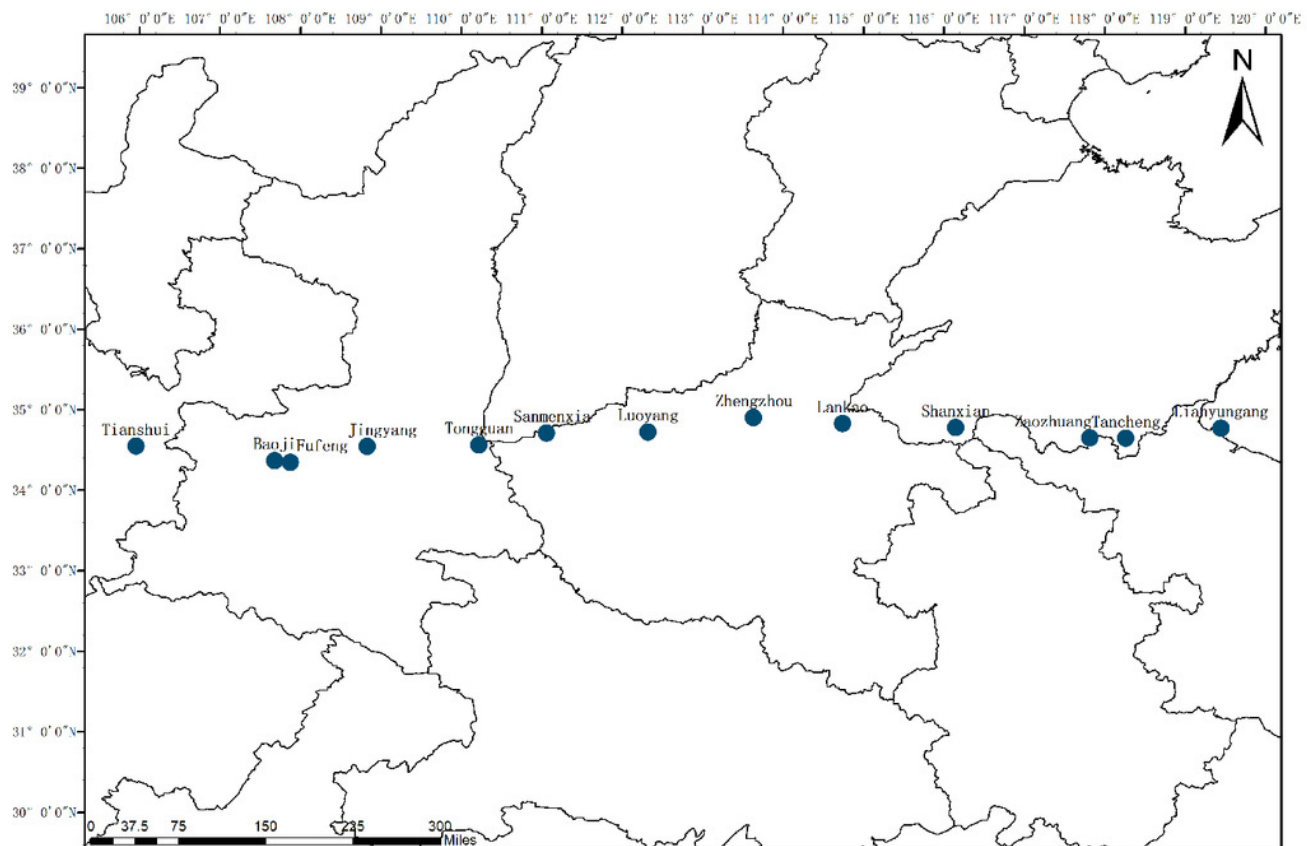 106° 0'0"E 107° 0'0"E 108° 0'0"E 109° 0'0"E 110° 0'0"E 111° 0'0"E 112° 0'0"E 113° 0'0"E 114° 0'0"E 115° 0'0"E 116° 0'0"E 117° 0'0"E 118° 0'0"E 119° 0'0"E 120° 0'0"E
N
39° 0'0"N
38° 0'0"N
37° 0'0"N
36° 0'0"N
35° 0'0"N
Tianshui
Baoji
Fufeng
Jingyang
Tongguan
Sanmenxia
Luoyang
Zhengzhou
Lankao
Shanxian
Zaozhuang
Tancheng
Lianyungang
34° 0'0"N
33° 0'0"N
32° 0'0"N
31° 0'0"N
30° 0'0"N
0 37.5 75 150 225 300
Miles